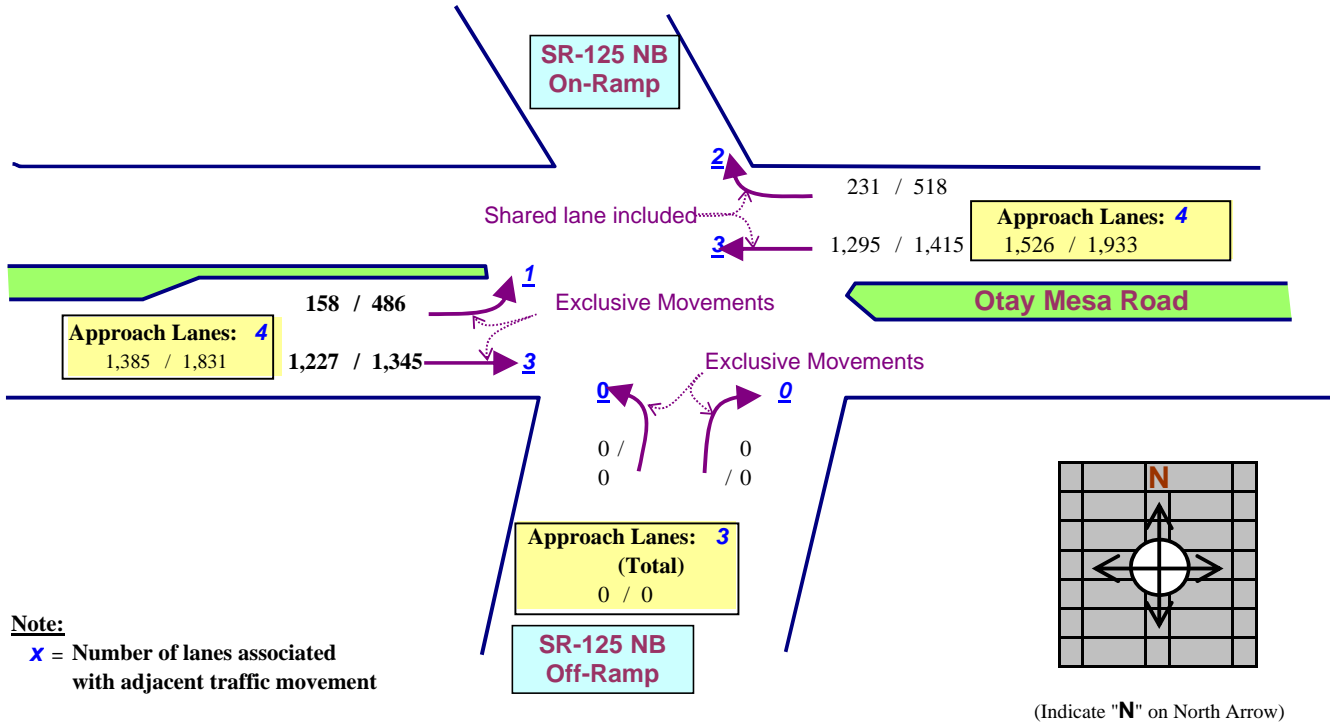 SR-125 NB
On-Ramp
2
231 / 518
Shared lane included
Approach Lanes: 4
3
1,295 / 1,415
1,526 / 1,933
1
158 / 486
Exclusive Movements
Otay Mesa Road
Approach Lanes: 4
1,385 / 1,831
1,227 / 1,345
3
Exclusive Movements
0
0
0 /
0
0
/ 0
N
Approach Lanes: 3
(Total)
0 / 0
Note:
x = Number of lanes associated
with adjacent traffic movement
SR-125 NB
Off-Ramp
(Indicate "N" on North Arrow)